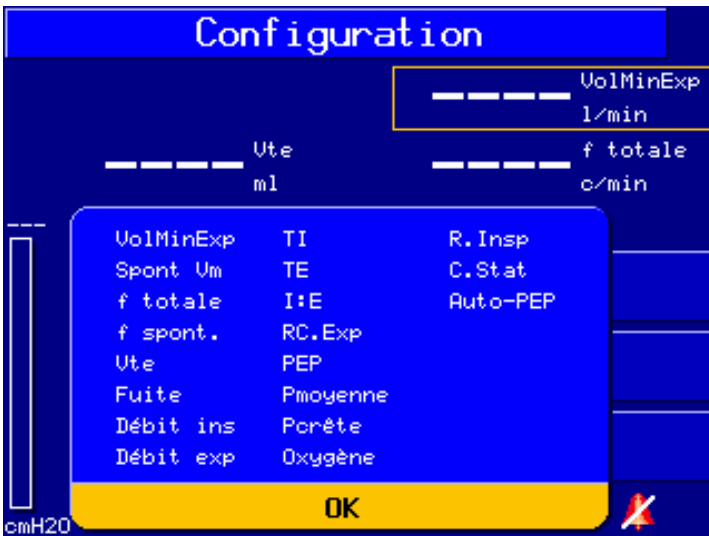 Configuration
---- VolMinExp
l/min
---- Vte ---- f totale
ml c/min
---
VolMinExp TI R.Insp
Spont Vm TE C.Stat
f totale I:E Auto-PEP
f spont. RC.Exp
Vte PEP
Fuite Pmoyenne
Débit ins Pcrête
Débit exp Oxygène
OK
cmH2O